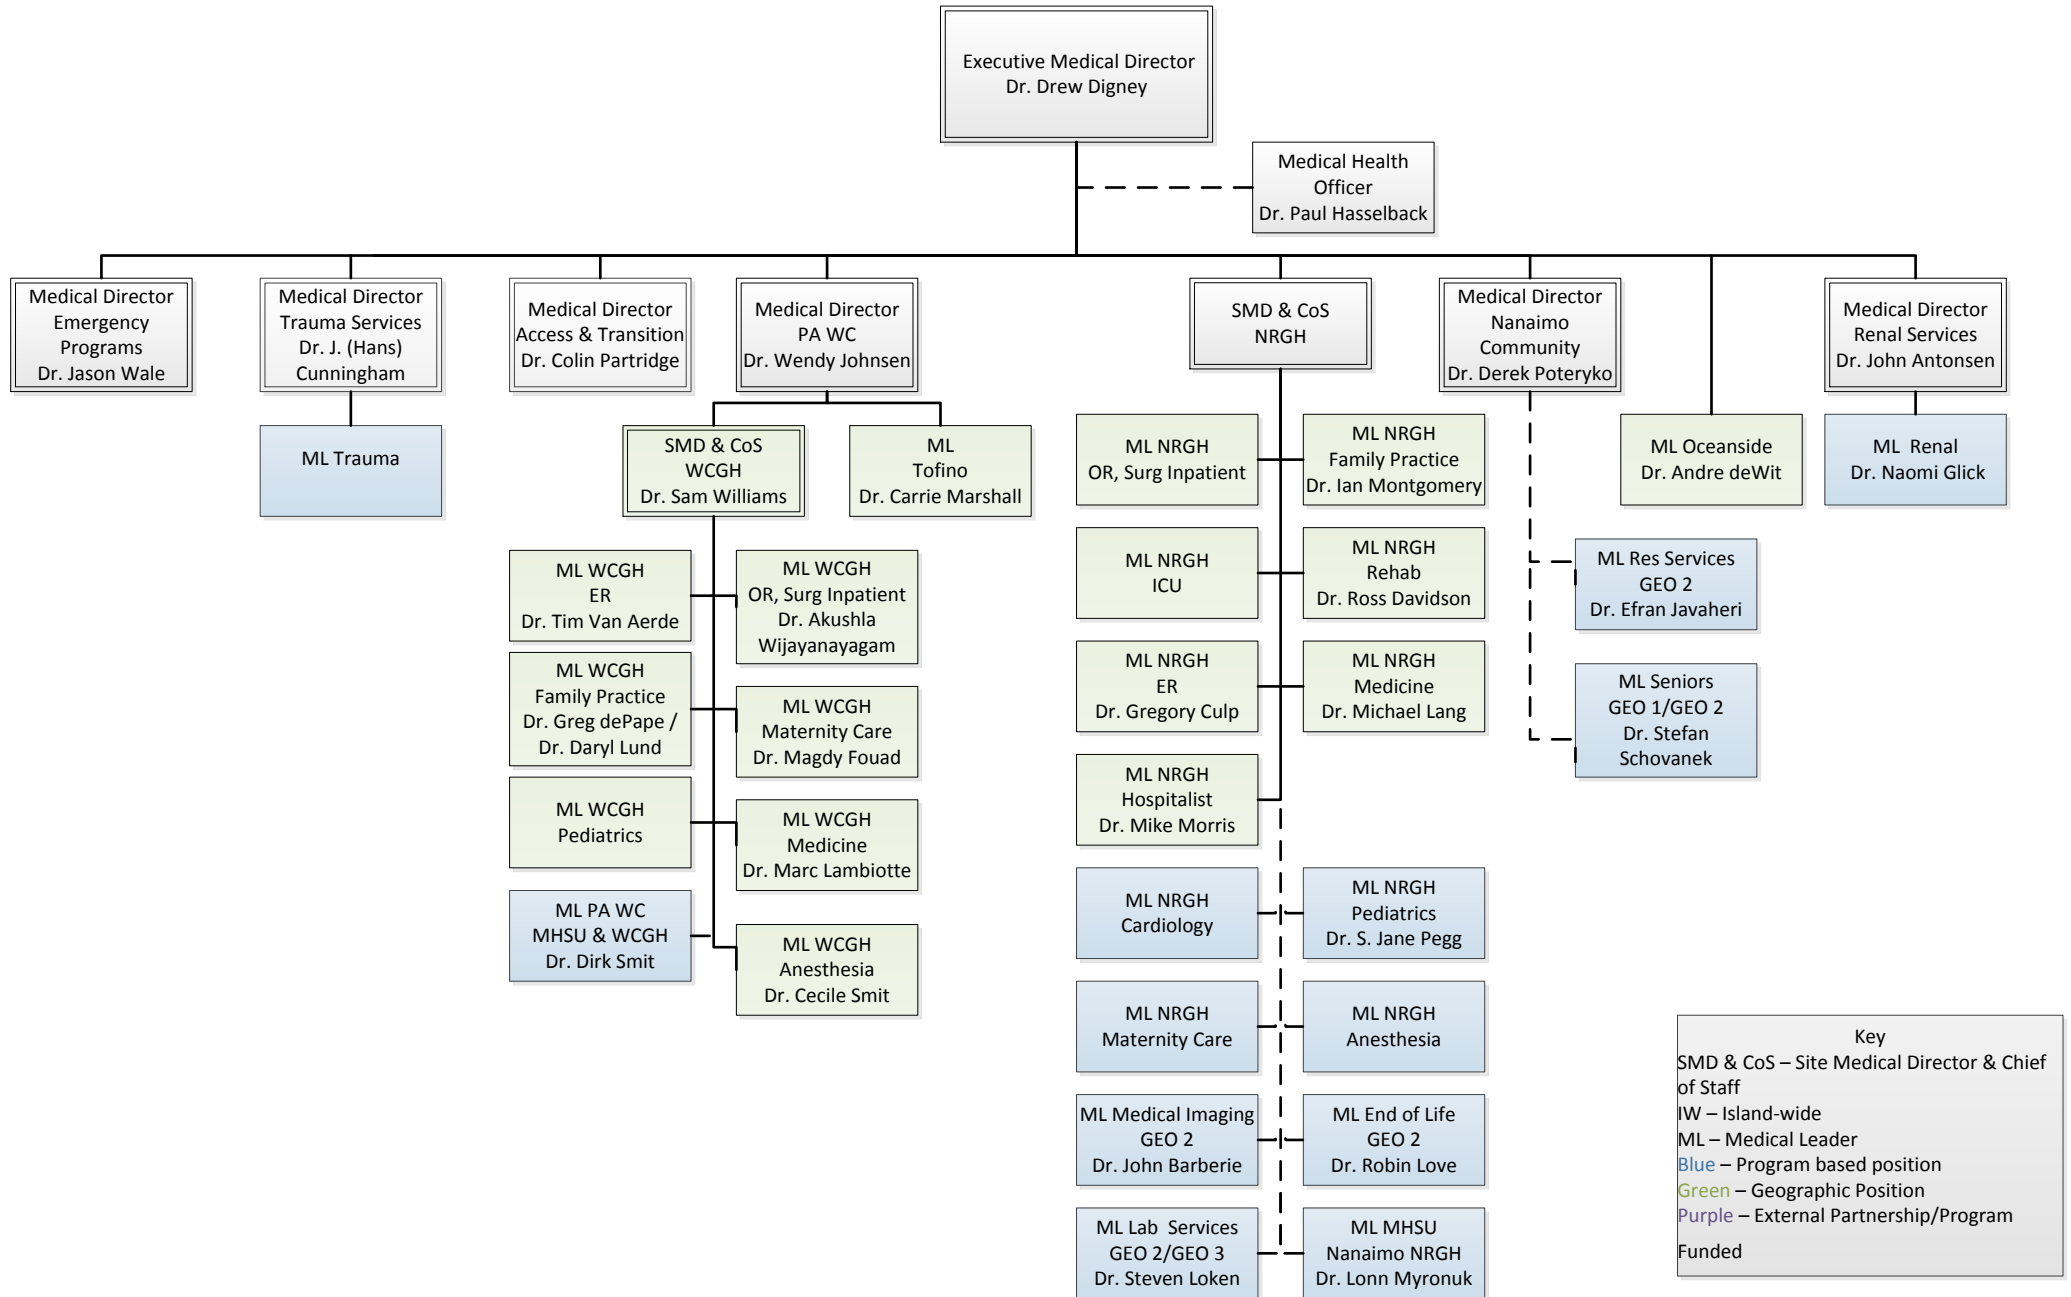 Executive Medical Director
Dr. Drew Digney
Medical Health
Officer
Dr. Paul Hasselback
Medical Director
Emergency
Programs
Dr. Jason Wale
Medical Director
Trauma Services
Dr. J. (Hans)
Cunningham
Medical Director
Access & Transition
Dr. Colin Partridge
Medical Director
PA WC
Dr. Wendy Johnsen
SMD & CoS
NRGH
Medical Director
Nanaimo
Community
Dr. Derek Poteryko
Medical Director
Renal Services
Dr. John Antonsen
ML Trauma
SMD & CoS
WCGH
Dr. Sam Williams
ML
Tofino
Dr. Carrie Marshall
ML NRGH
OR, Surg Inpatient
ML NRGH
Family Practice
Dr. Ian Montgomery
ML Oceanside
Dr. Andre deWit
ML Renal
Dr. Naomi Glick
ML WCGH
ER
Dr. Tim Van Aerde
ML WCGH
OR, Surg Inpatient
Dr. Akushla
Wijayanayagam
ML NRGH
ICU
ML NRGH
Rehab
Dr. Ross Davidson
ML Res Services
GEO 2
Dr. Efran Javaheri
ML WCGH
Family Practice
Dr. Greg dePape /
Dr. Daryl Lund
ML WCGH
Maternity Care
Dr. Magdy Fouad
ML NRGH
ER
Dr. Gregory Culp
ML NRGH
Medicine
Dr. Michael Lang
ML Seniors
GEO 1/GEO 2
Dr. Stefan
Schovanek
ML WCGH
Pediatrics
ML WCGH
Medicine
Dr. Marc Lambiotte
ML NRGH
Hospitalist
Dr. Mike Morris
ML PA WC
MHSU & WCGH
Dr. Dirk Smit
ML WCGH
Anesthesia
Dr. Cecile Smit
ML NRGH
Cardiology
ML NRGH
Pediatrics
Dr. S. Jane Pegg
ML NRGH
Maternity Care
ML NRGH
Anesthesia
ML Medical Imaging
GEO 2
Dr. John Barberie
ML End of Life
GEO 2
Dr. Robin Love
ML Lab Services
GEO 2/GEO 3
Dr. Steven Loken
ML MHSU
Nanaimo NRGH
Dr. Lonn Myronuk
Key
SMD & CoS – Site Medical Director & Chief
of Staff
IW – Island-wide
ML – Medical Leader
Blue – Program based position
Green – Geographic Position
Purple – External Partnership/Program
Funded